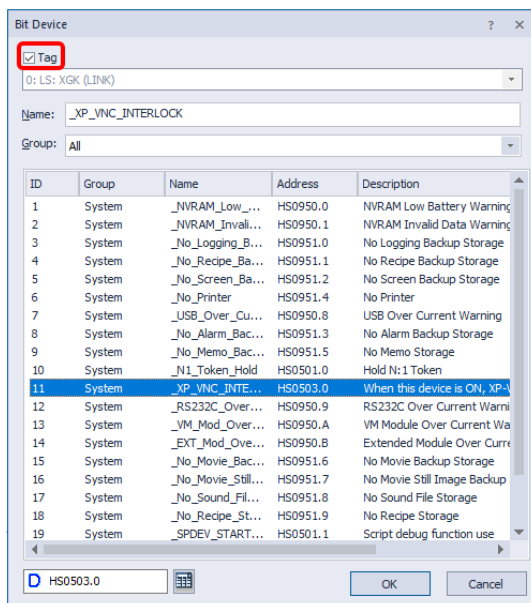 Bit Device ? ×
Tag
0: LS: XGK (LINK)
Name: _XP_VNC_INTERLOCK
Group: All
ID Group Name Address Description
1 System _NVRAM_Low_... HS0950.0 NVRAM Low Battery Warning
2 System _NVRAM_Invali... HS0950.1 NVRAM Invalid Data Warning
3 System _No_Logging_B... HS0951.0 No Logging Backup Storage
4 System _No_Recipe_Ba... HS0951.1 No Recipe Backup Storage
5 System _No_Screen_Ba... HS0951.2 No Screen Backup Storage
6 System _No_Printer HS0951.4 No Printer
7 System _USB_Over_Cu... HS0950.8 USB Over Current Warning
8 System _No_Alarm_Bac... HS0951.3 No Alarm Backup Storage
9 System _No_Memo_Bac... HS0951.5 No Memo Storage
10 System _N1_Token_Hold HS0501.0 Hold N:1 Token
11 System _XP_VNC_INTE... HS0503.0 When this device is ON, XP-V
12 System _RS232C_Over... HS0950.9 RS232C Over Current Warni
13 System _VM_Mod_Over... HS0950.A VM Module Over Current Wa
14 System _EXT_Mod_Ove... HS0950.B Extended Module Over Curre
15 System _No_Movie_Bac... HS0951.6 No Movie Backup Storage
16 System _No_Movie_Still... HS0951.7 No Movie Still Image Backup
17 System _No_Sound_Fil... HS0951.8 No Sound File Storage
18 System _No_Recipe_St... HS0951.9 No Recipe Storage
19 System _SPDEV_START... HS0501.1 Script debug function use
D HS0503.0 OK Cancel